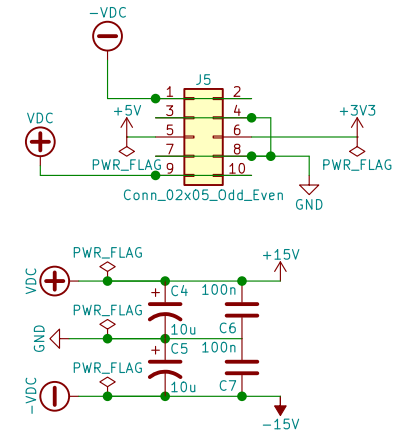 -VDC
J5
1 2
3 4
5 6
7 8
9 10
+5V
+3V3
VDC
PWR_FLAG
PWR_FLAG
Conn_02x05_Odd_Even
GND
PWR_FLAG
+15V
VDC
+ C4
100n
10u
C6
PWR_FLAG
GND
+ C5
100n
10u
C7
PWR_FLAG
-VDC
-15V